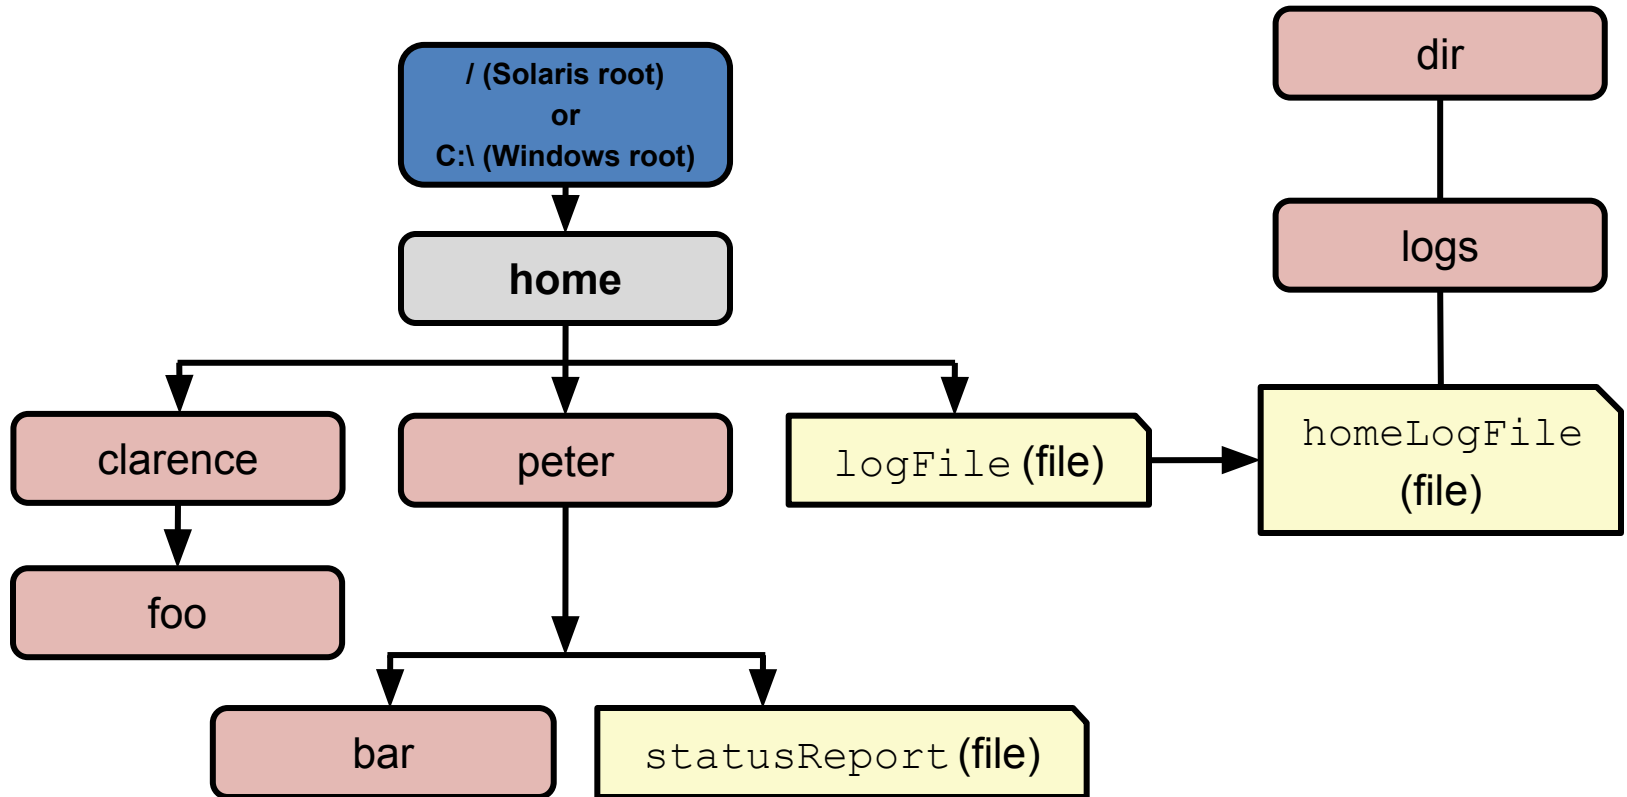 / (Solaris root)
or
C:\ (Windows root)
home
clarence
foo
peter
bar
statusReport (file)
logFile (file)
dir
logs
homeLogFile
(file)